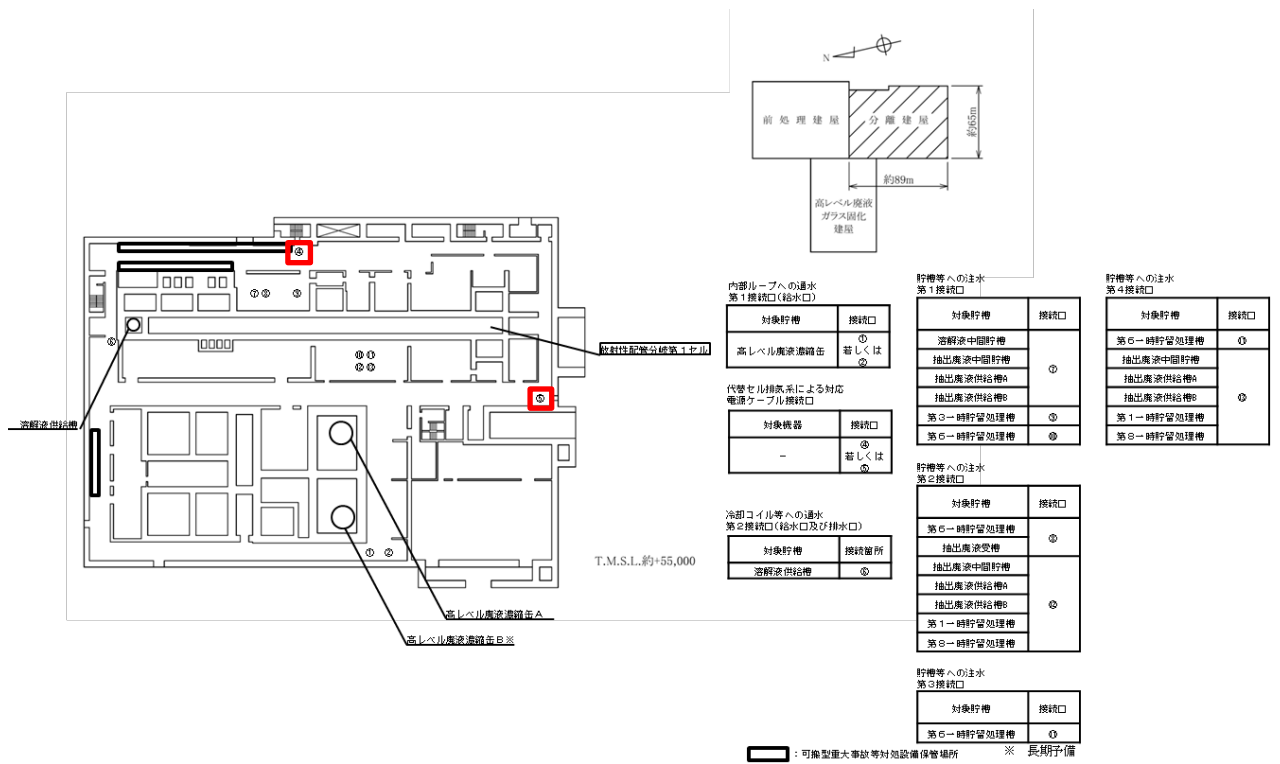 N
前処理建屋
分離建屋
約65m
約89m
高レベル廃液
ガラス固化
建屋
④
⑦⑧
③
⑥
⑩⑪
⑫⑬
⑤
① ②
放射性配管分岐第１セル
溶解液供給槽
高レベル廃液濃縮缶Ａ
高レベル廃液濃縮缶Ｂ※
T.M.S.L.約+55,000
内部ループへの通水
第１接続口(給水口)
対象貯槽 接続口
高レベル廃液濃縮缶 ①
若しくは
②
代替セル排気系による対応
電源ケーブル接続口
対象機器 接続口
－ ④
若しくは
⑤
冷却コイル等への通水
第２接続口(給水口及び排水口)
対象貯槽 接続箇所
溶解液供給槽 ⑥
貯槽等への注水
第１接続口
対象貯槽 接続口
溶解液中間貯槽
抽出廃液中間貯槽
抽出廃液供給槽A
抽出廃液供給槽B
⑦
第３一時貯留処理槽
第６一時貯留処理槽 ⑩
貯槽等への注水
第２接続口
対象貯槽 接続口
第６一時貯留処理槽
抽出廃液受槽
抽出廃液中間貯槽
抽出廃液供給槽A
抽出廃液供給槽B
第１一時貯留処理槽
第８一時貯留処理槽
⑫
貯槽等への注水
第３接続口
対象貯槽 接続口
第６一時貯留処理槽 ⑪
貯槽等への注水
第４接続口
対象貯槽 接続口
第６一時貯留処理槽 ⑪
抽出廃液中間貯槽
抽出廃液供給槽A
抽出廃液供給槽B
第１一時貯留処理槽
第８一時貯留処理槽
⑬
：可搬型重大事故等対処設備保管場所
※ 長期予備